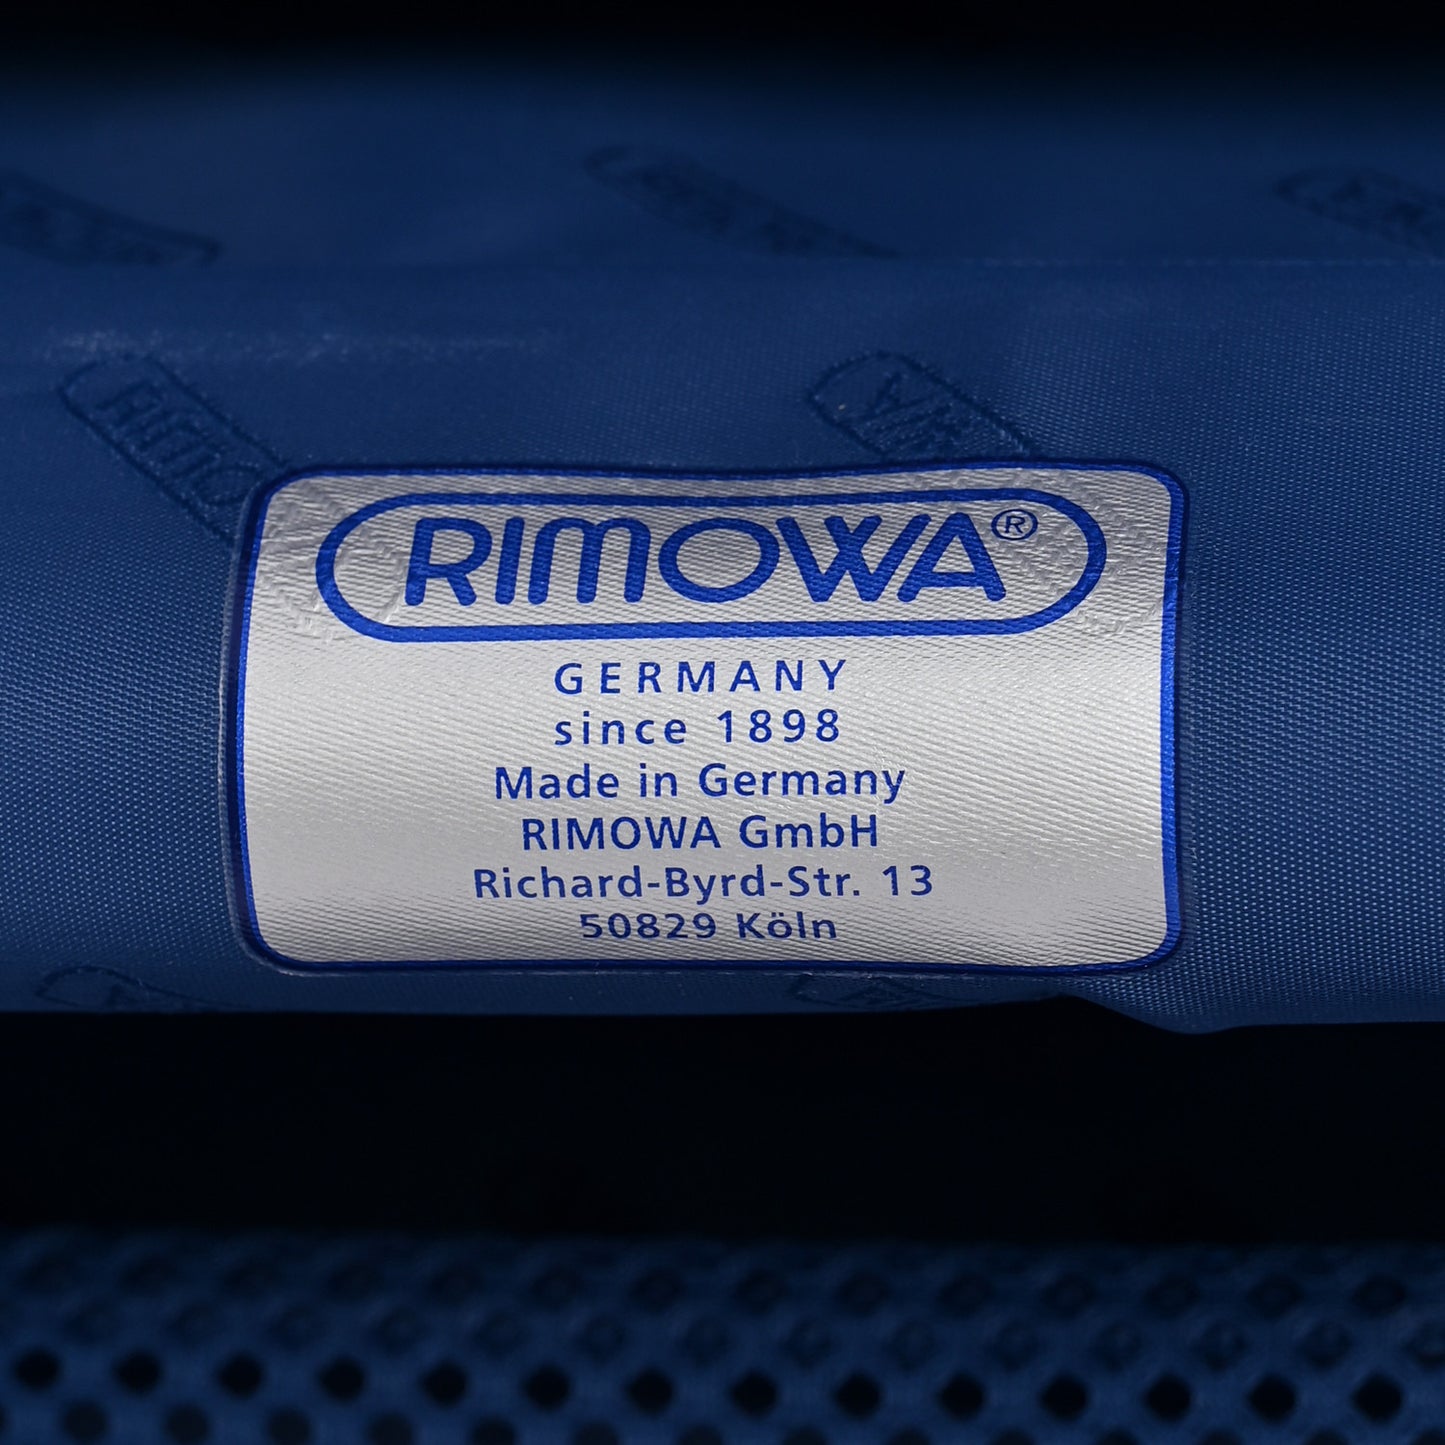 RIMOWA®
GERMANY
since 1898
Made in Germany
RIMOWA GmbH
Richard-Byrd-Str. 13
50829 Köln